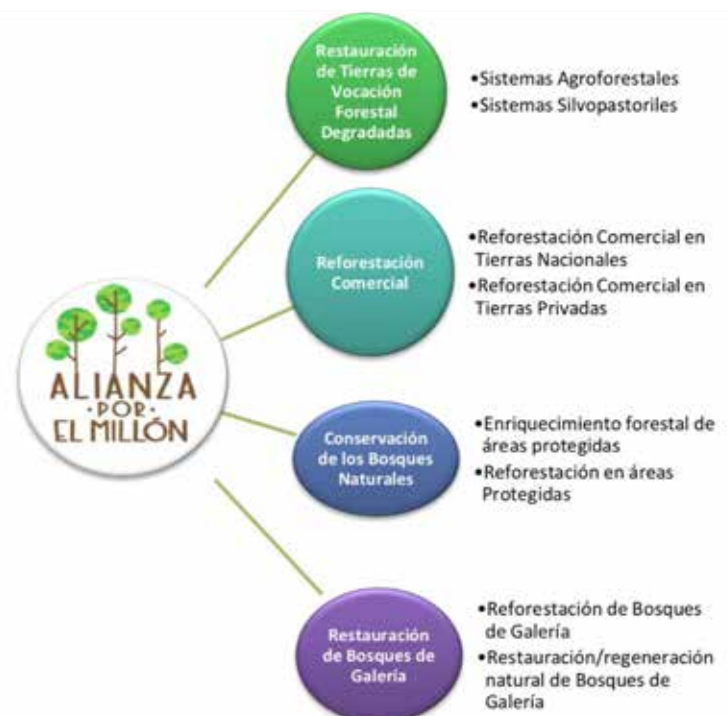 Restauración
de Tierras de
Vocación
Forestal
Degradadas
•Sistemas Agroforestales
•Sistemas Silvopastoriles
Reforestación
Comercial
•Reforestación Comercial en
Tierras Nacionales
•Reforestación Comercial en
Tierras Privadas
ALIANZA
•POR•
EL MILLÓN
Conservación
de los Bosques
Naturales
•Enriquecimiento forestal de
áreas protegidas
•Reforestación en áreas
Protegidas
Restauración
de Bosques de
Galería
•Reforestación de Bosques
de Galería
•Restauración/regeneración
natural de Bosques de
Galería